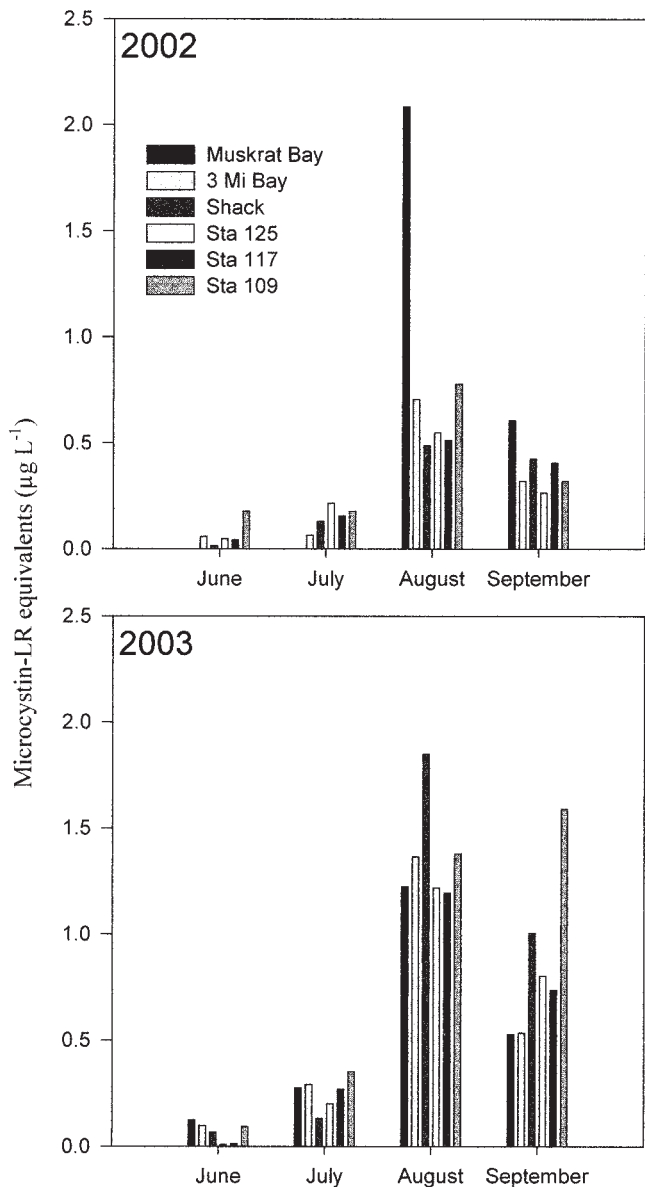 Microcystin-LR equivalents (µg L⁻¹)
2.5
2002
2.0
Muskrat Bay
3 Mi Bay
Shack
Sta 125
Sta 117
Sta 109
1.5
1.0
0.5
0.0
June July August September
2.5
2003
2.0
1.5
1.0
0.5
0.0
June July August September